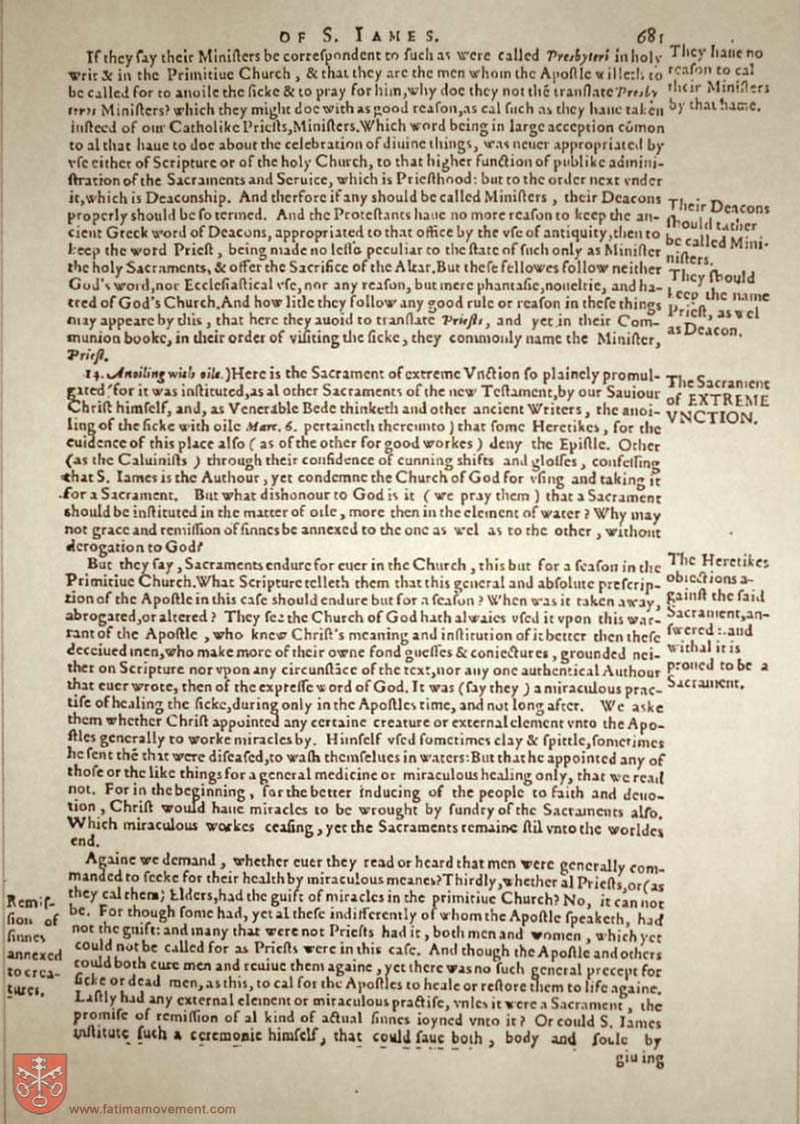 OF S. IAMES.
681
If they ſay their Miniſters be correſpondent to ſuch as were called Presbyteri in holy
writ & in the Primitiue Church, & that they are the men whom the Apoſtle willeth to
be called for to anoile the ſicke & to pray for him, why doe they not thē tranſlate Presby
teros Miniſters? which they might doe with as good reaſon, as cal ſuch as they haue taken
inſteed of our Catholike Prieſts, Miniſters. Which word being in large acception cōmon
to al that haue to doe about the celebration of diuine things, was neuer appropriated by
vſe either of Scripture or of the holy Church, to that higher function of publike admini-
ſtration of the Sacraments and Seruice, which is Prieſthood: but to the order next vnder
it, which is Deaconship. And therfore if any should be called Miniſters, their Deacons
properly should be ſo termed. And the Proteſtants haue no more reaſon to keep the an-
cient Greek word of Deacons, appropriated to that office by the vſe of antiquity, then to
keep the word Prieſt, being made no leſſe peculiar to the ſtate of ſuch only as Miniſter
the holy Sacraments, & offer the Sacrifice of the Altar. But theſe fellowes follow neither
God's word, nor Eccleſiaſtical vſe, nor any reaſon, but mere phantaſie, noueltie, and ha-
tred of God's Church. And how litle they follow any good rule or reaſon in theſe things
may appeare by this, that here they auoid to tranſlate Prieſts, and yet in their Com-
munion booke, in their order of viſiting the ſicke, they commonly name the Miniſter,
Prieſt.
They haue no
reaſon to cal
their Miniſters
by that name.
Their Deacons
ſhould rather
be called Mini-
niſters.
They ſhould
keep the name
Prieſt, as wel
as Deacon.
14. Anoiling with oile.) Here is the Sacrament of extreme Vnction ſo plainely promul-
gated, for it was inſtituted, as al other Sacraments of the new Teſtament, by our Sauiour
Chriſt himſelf, and, as Venerable Bede thinketh and other ancient Writers, the anoi-
ling of the ſicke with oile Marc. 6. pertaineth thereunto) that ſome Heretikes, for the
euidence of this place alſo (as of the other for good workes) deny the Epiſtle. Other
(as the Caluiniſts) through their confidence of cunning shifts and gloſſes, confeſſing
that S. Iames is the Authour, yet condemne the Church of God for vſing and taking it
for a Sacrament. But what dishonour to God is it (we pray them) that a Sacrament
should be inſtituted in the matter of oile, more then in the element of water? Why may
not grace and remiſſion of ſinnes be annexed to the one as wel as to the other, without
derogation to God?
The Sacrament
of EXTREME
VNCTION.
But they ſay, Sacraments endure for euer in the Church, this but for a ſeaſon in the
Primitiue Church. What Scripture telleth them that this general and abſolute preſcrip-
tion of the Apoſtle in this caſe should endure but for a ſeaſon? When was it taken away,
abrogated, or altered? They ſee the Church of God hath alwaies vſed it vpon this war-
rant of the Apoſtle, who knew Chriſt's meaning and inſtitution of it better then theſe
deceiued men, who make more of their owne fond gueſſes & coniectures, grounded nei-
ther on Scripture nor vpon any circunſtāce of the text, nor any one authentical Authour
that euer wrote, then of the expreſſe word of God. It was (ſay they) a miraculous prac-
tiſe of healing the ſicke, during only in the Apoſtles time, and not long after. We aske
them whether Chriſt appointed any certaine creature or external element vnto the Apo-
ſtles generally to worke miracles by. Himſelf vſed ſometimes clay & ſpittle, ſometimes
he ſent thē that were diſeaſed, to waſh themſelues in waters: But that he appointed any of
thoſe or the like things for a general medicine or miraculous healing only, that we read
not. For in the beginning, for the better inducing of the people to faith and deuo-
tion, Chriſt would haue miracles to be wrought by ſundry of the Sacraments alſo.
Which miraculous workes ceaſing, yet the Sacraments remaine ſtil vnto the worldes
end.
The Heretikes
obiections a-
gainſt the ſaid
Sacrament, an-
ſwered: and
withal it is
proued to be a
Sacrament.
Againe we demand, whether euer they read or heard that men were generally com-
manded to ſeeke for their health by miraculous meanes? Thirdly, whether al Prieſts, or (as
they cal them) Elders, had the guift of miracles in the primitiue Church? No, it can not
be. For though ſome had, yet al theſe indifferently of whom the Apoſtle ſpeaketh, had
not the guift: and many that were not Prieſts had it, both men and women, which yet
could not be called for as Prieſts were in this caſe. And though the Apoſtle and others
could both cure men and reuiue them againe, yet there was no ſuch general precept for
ſicke or dead men, as this, to cal for the Apoſtles to heale or reſtore them to life againe.
Laſtly had any external element or miraculous practiſe, vnles it were a Sacrament, the
promiſe of remiſſion of al kind of actual ſinnes ioyned vnto it? Or could S. Iames
inſtitute ſuch a ceremonie himſelf, that could ſaue both, body and ſoule by
giuing
Remiſ-
ſion of
ſinnes
annexed
to crea-
tures.
www.fatimamovement.com